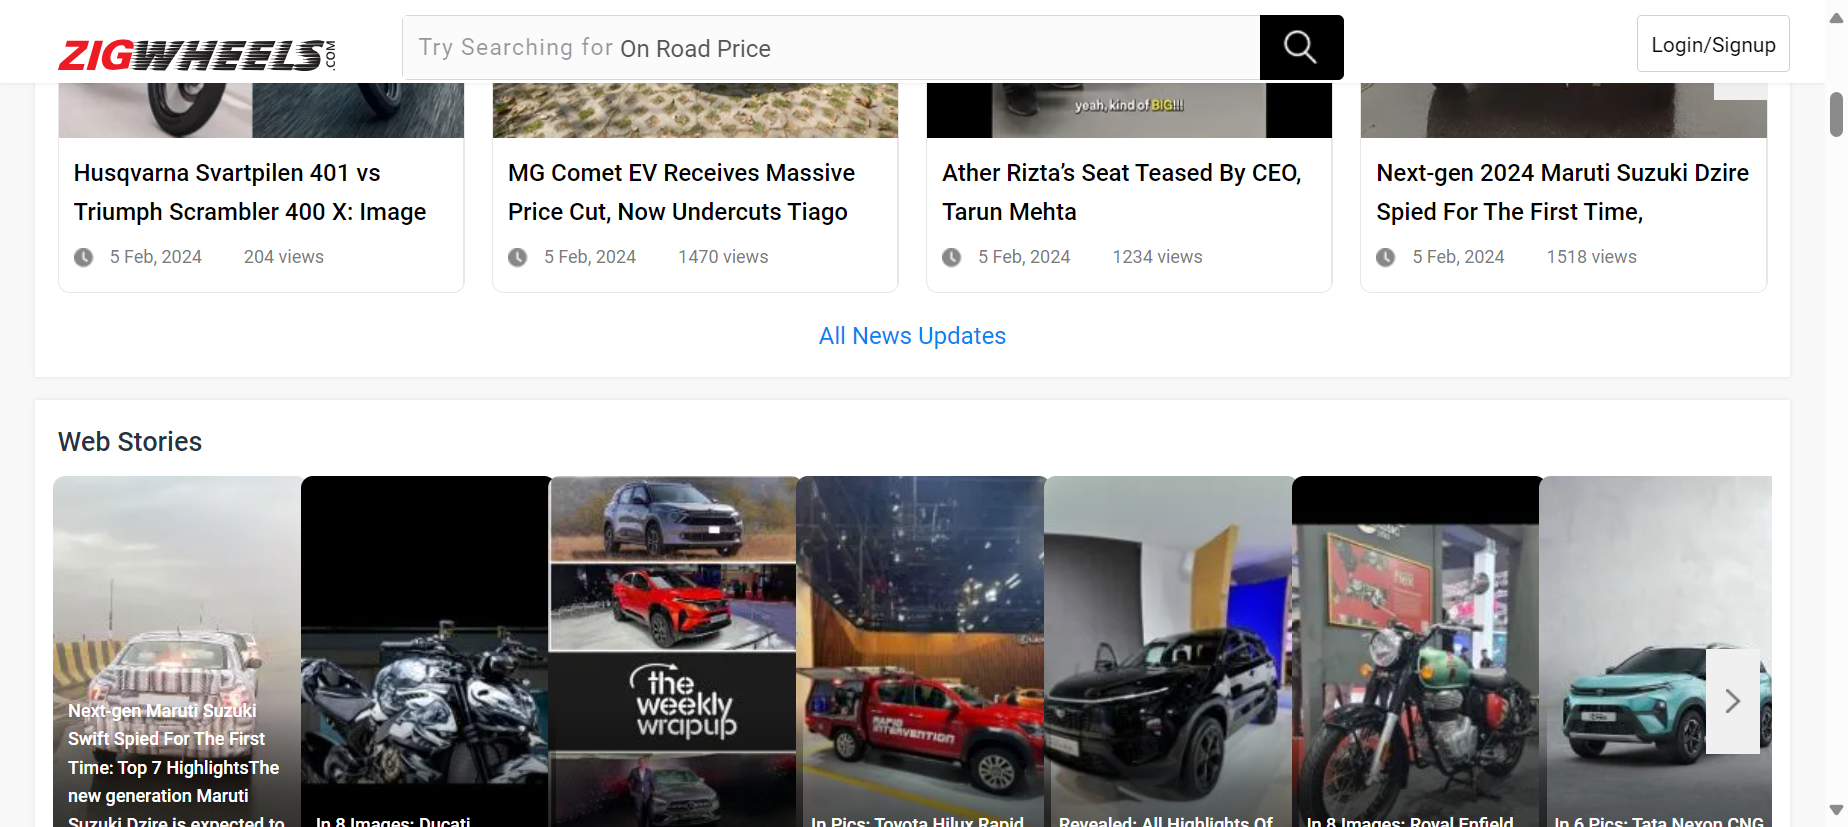 ZIGWHEELS.COM
Try Searching for On Road Price
Login/Signup
yeah, kind of BIG!!!
Husqvarna Svartpilen 401 vs
Triumph Scrambler 400 X: Image
5 Feb, 2024 204 views
MG Comet EV Receives Massive
Price Cut, Now Undercuts Tiago
5 Feb, 2024 1470 views
Ather Rizta’s Seat Teased By CEO,
Tarun Mehta
5 Feb, 2024 1234 views
Next-gen 2024 Maruti Suzuki Dzire
Spied For The First Time,
5 Feb, 2024 1518 views
All News Updates
Web Stories
Next-gen Maruti Suzuki
Swift Spied For The First
Time: Top 7 HighlightsThe
new generation Maruti
Suzuki Dzire is expected to
In 8 Images: Ducati
the
weekly
wrapup
RAPID
INTERVENTION
In Pics: Toyota Hilux Rapid
Revealed: All Highlights Of
In 8 Images: Royal Enfield
In 6 Pics: Tata Nexon CNG